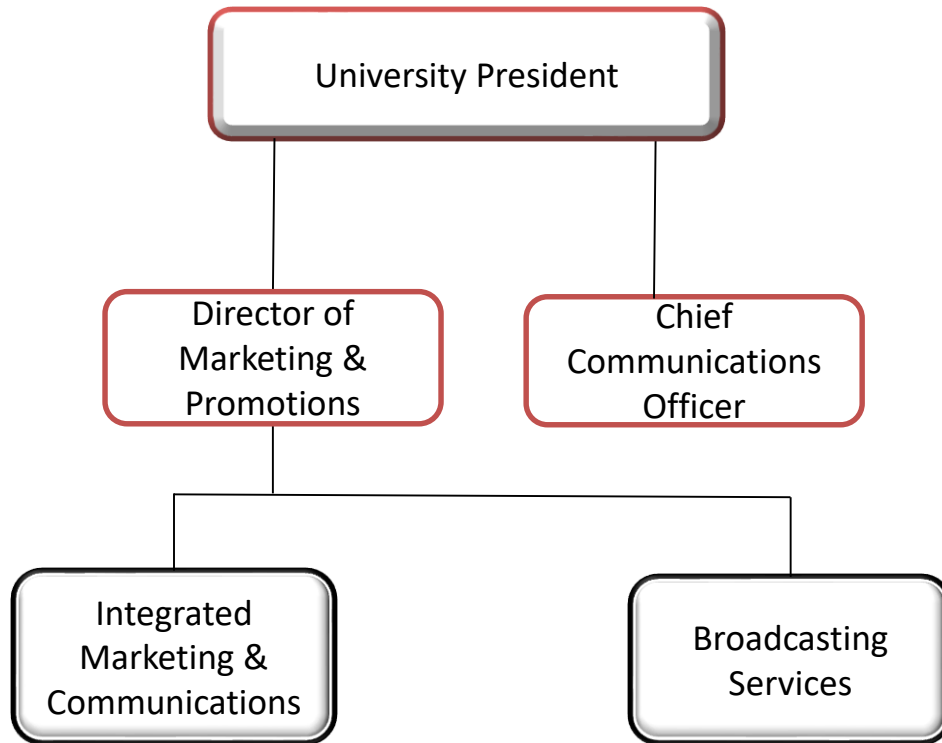 University President
Director of
Marketing &
Promotions
Chief
Communications
Officer
Integrated
Marketing &
Communications
Broadcasting
Services